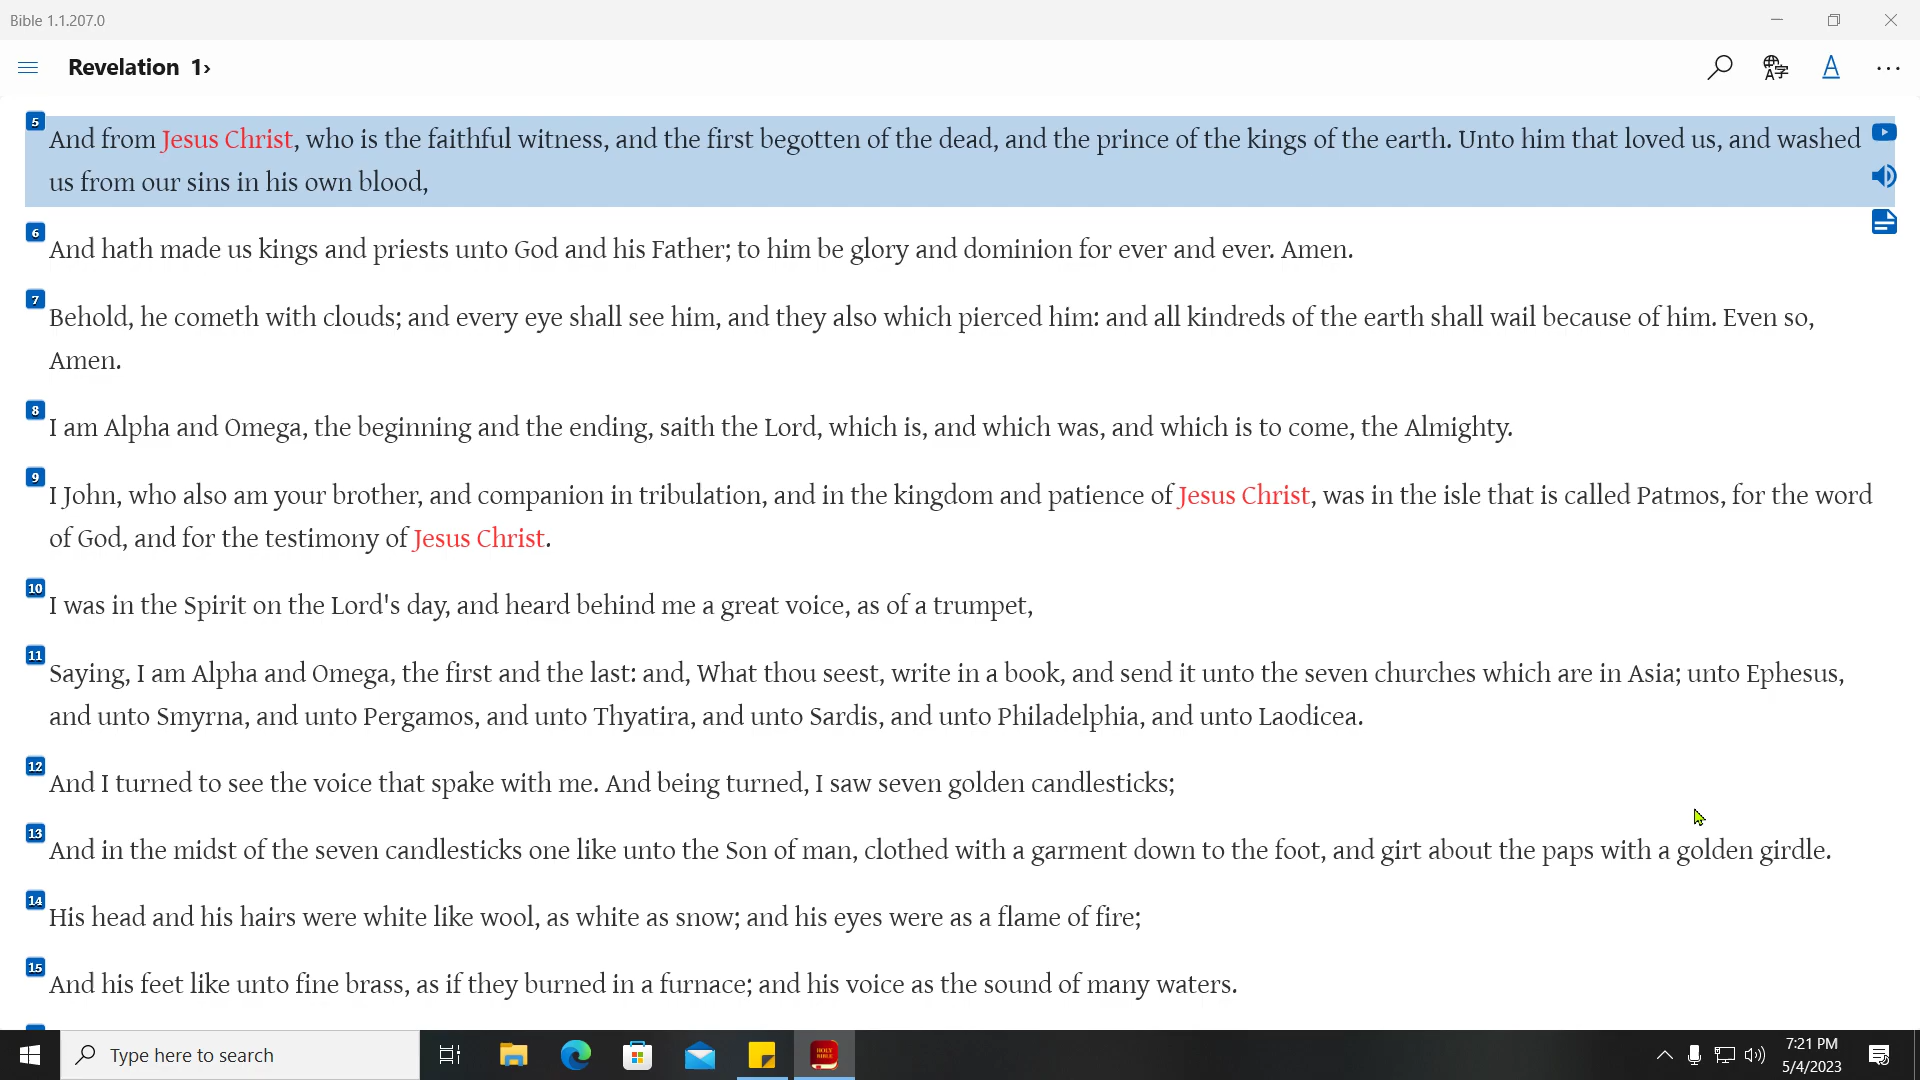 Bible 1.1.207.0
Revelation 1›
5
And from Jesus Christ, who is the faithful witness, and the first begotten of the dead, and the prince of the kings of the earth. Unto him that loved us, and washed
us from our sins in his own blood,
6
And hath made us kings and priests unto God and his Father; to him be glory and dominion for ever and ever. Amen.
7
Behold, he cometh with clouds; and every eye shall see him, and they also which pierced him: and all kindreds of the earth shall wail because of him. Even so,
Amen.
8
I am Alpha and Omega, the beginning and the ending, saith the Lord, which is, and which was, and which is to come, the Almighty.
9
I John, who also am your brother, and companion in tribulation, and in the kingdom and patience of Jesus Christ, was in the isle that is called Patmos, for the word
of God, and for the testimony of Jesus Christ.
10
I was in the Spirit on the Lord's day, and heard behind me a great voice, as of a trumpet,
11
Saying, I am Alpha and Omega, the first and the last: and, What thou seest, write in a book, and send it unto the seven churches which are in Asia; unto Ephesus,
and unto Smyrna, and unto Pergamos, and unto Thyatira, and unto Sardis, and unto Philadelphia, and unto Laodicea.
12
And I turned to see the voice that spake with me. And being turned, I saw seven golden candlesticks;
13
And in the midst of the seven candlesticks one like unto the Son of man, clothed with a garment down to the foot, and girt about the paps with a golden girdle.
14
His head and his hairs were white like wool, as white as snow; and his eyes were as a flame of fire;
15
And his feet like unto fine brass, as if they burned in a furnace; and his voice as the sound of many waters.
Type here to search
HOLY
BIBLE
7:21 PM
5/4/2023